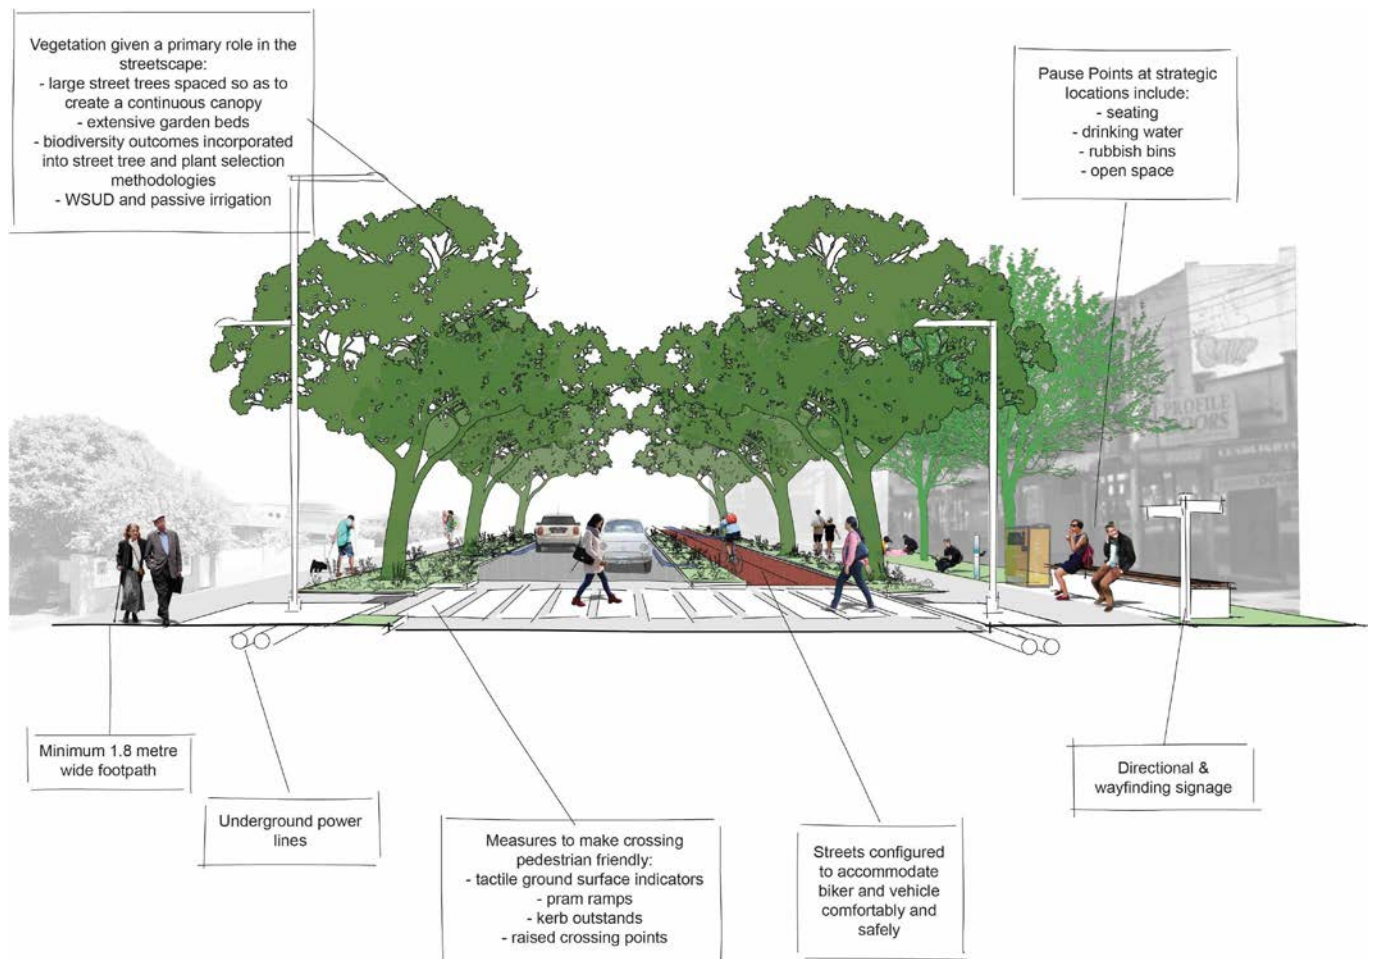 Vegetation given a primary role in the
streetscape:
- large street trees spaced so as to
create a continuous canopy
- extensive garden beds
- biodiversity outcomes incorporated
into street tree and plant selection
methodologies
- WSUD and passive irrigation
Pause Points at strategic
locations include:
- seating
- drinking water
- rubbish bins
- open space
PROFILE
Minimum 1.8 metre
wide footpath
Underground power
lines
Measures to make crossing
pedestrian friendly:
- tactile ground surface indicators
- pram ramps
- kerb outstands
- raised crossing points
Streets configured
to accommodate
biker and vehicle
comfortably and
safely
Directional &
wayfinding signage